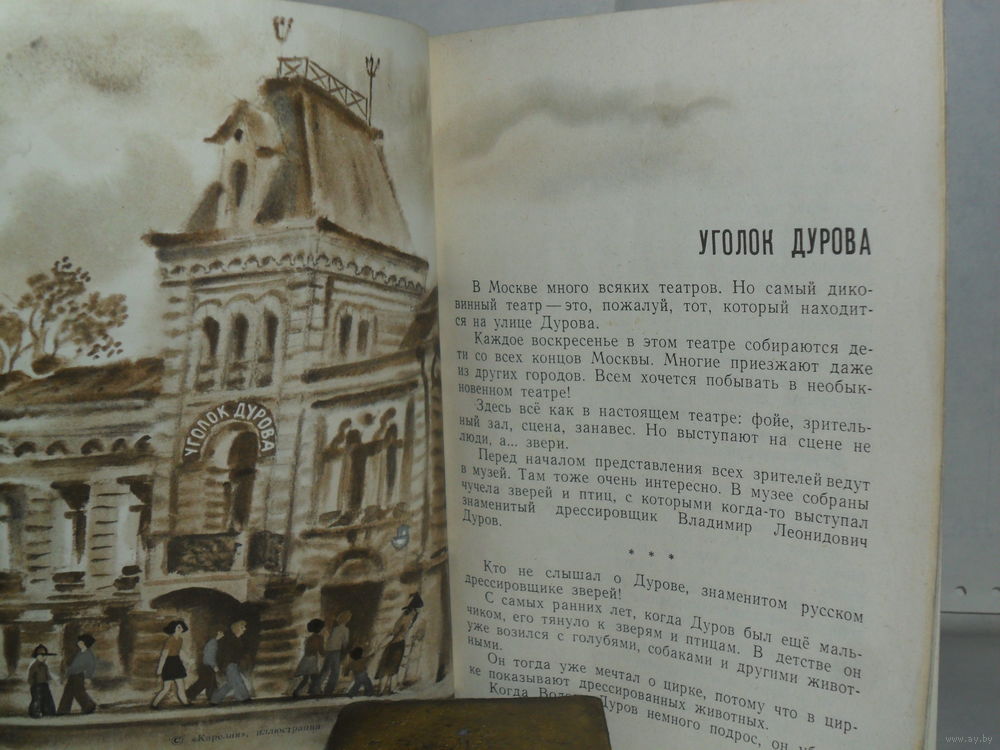 УГОЛОК ДУРОВА
© «Карелия», иллюстрации
УГОЛОК ДУРОВА
В Москве много всяких театров. Но самый дико-
винный театр — это, пожалуй, тот, который находит-
ся на улице Дурова.
Каждое воскресенье в этом театре собираются де-
ти со всех концов Москвы. Многие приезжают даже
из других городов. Всем хочется побывать в необык-
новенном театре!
Здесь всё как в настоящем театре: фойе, зритель-
ный зал, сцена, занавес. Но выступают на сцене не
люди, а... звери.
Перед началом представления всех зрителей ведут
в музей. Там тоже очень интересно. В музее собраны
чучела зверей и птиц, с которыми когда-то выступал
знаменитый дрессировщик Владимир Леонидович
Дуров.
* * *
Кто не слышал о Дурове, знаменитом русском
дрессировщике зверей!
С самых ранних лет, когда Дуров был ещё маль-
чиком, его тянуло к зверям и птицам. В детстве он
уже возился с голубями, собаками и другими живот-
ными.
Он тогда уже мечтал о цирке, потому что в цир-
ке показывают дрессированных животных.
Когда Дуров немного подрос, он
www.ay.by